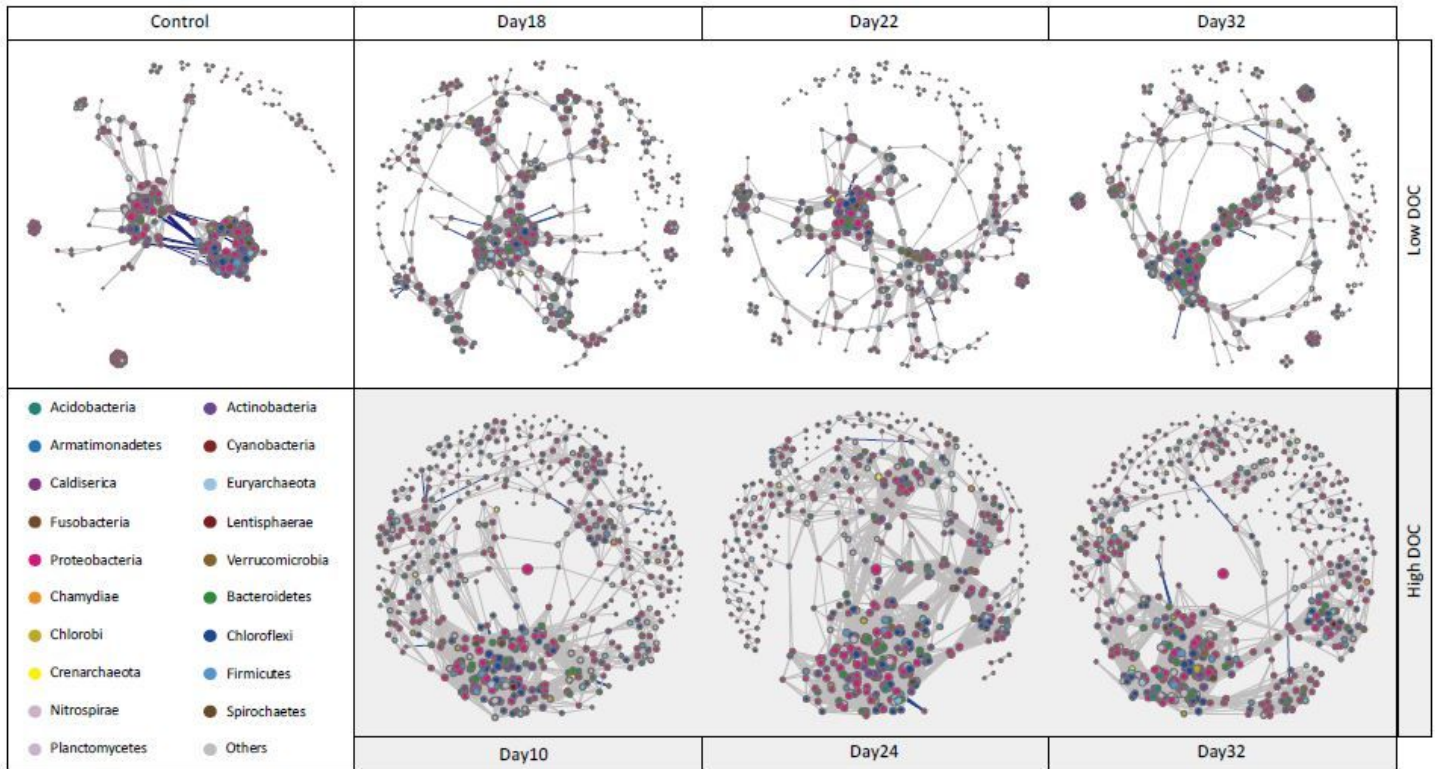 Control Day18 Day22 Day32
Low DOC
Acidobacteria Actinobacteria
Armatimonadetes Cyanobacteria
Caldiserica Euryarchaeota
Fusobacteria Lentisphaerae
Proteobacteria Verrucomicrobia
Chamydiae Bacteroidetes
Chlorobi Chloroflexi
Crenarchaeota Firmicutes
Nitrospirae Spirochaetes
Planctomycetes Others
High DOC
Day10 Day24 Day32